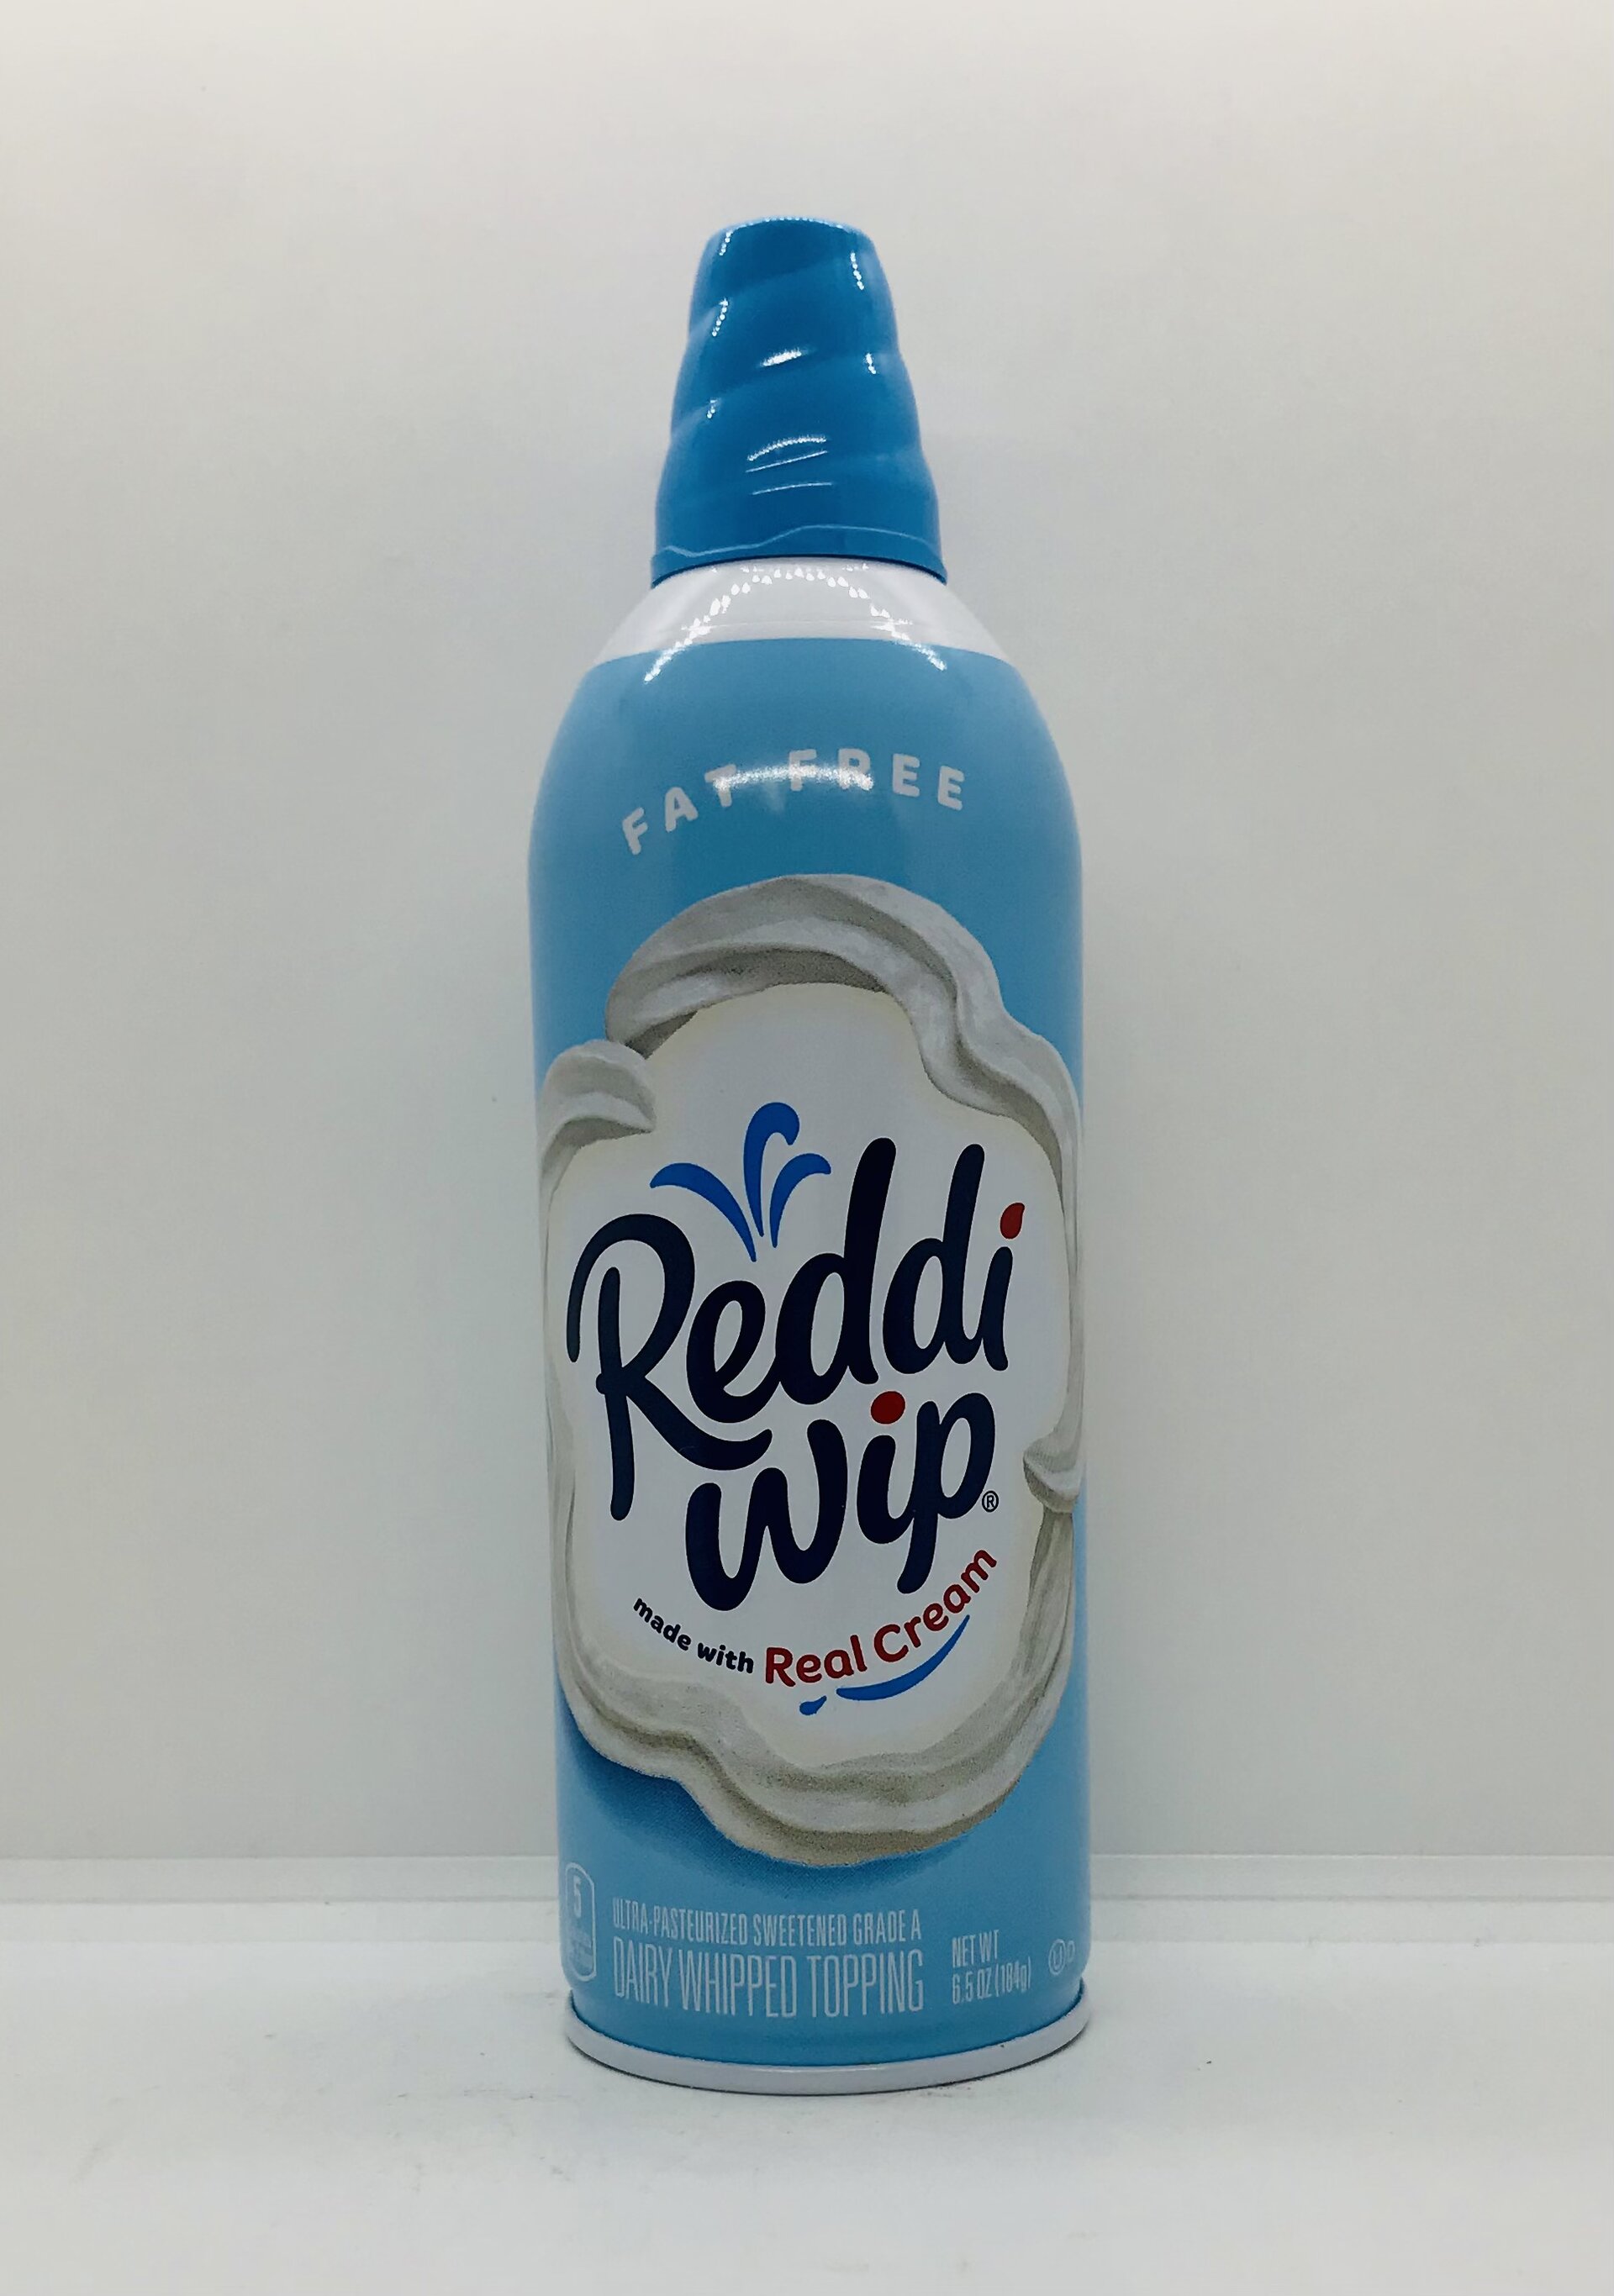 FAT FREE
Reddi
wip®
made with Real Cream
5
ULTRA-PASTEURIZED SWEETENED GRADE A
DAIRY WHIPPED TOPPING
NET WT
6.5 OZ (184g)
U D